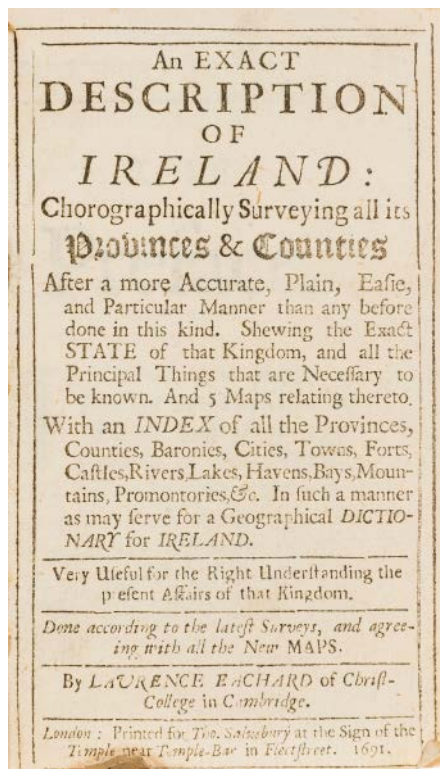 An EXACT
DESCRIPTION
OF
IRELAND:
Chorographically Surveying all its
Provinces & Counties
After a more Accurate, Plain, Eaſie,
and Particular Manner than any before
done in this kind. Shewing the Exact
STATE of that Kingdom, and all the
Principal Things that are Neceſſary to
be known. And 5 Maps relating thereto.
With an INDEX of all the Provinces,
Counties, Baronies, Cities, Towns, Forts,
Caſtles,Rivers,Lakes,Havens,Bays,Moun-
tains, Promontories,&c. In ſuch a manner
as may ſerve for a Geographical DICTIO-
NARY for IRELAND.
Very Uſeful for the Right Underſtanding the
preſent Affairs of that Kingdom.
Done according to the lateſt Surveys, and agree-
ing with all the New MAPS.
By LAURENCE EACHARD of Chriſt-
College in Cambridge.
London: Printed for Tho. Salusbury at the Sign of the
Temple near Temple-Bar in Fleetſtreet. 1691.